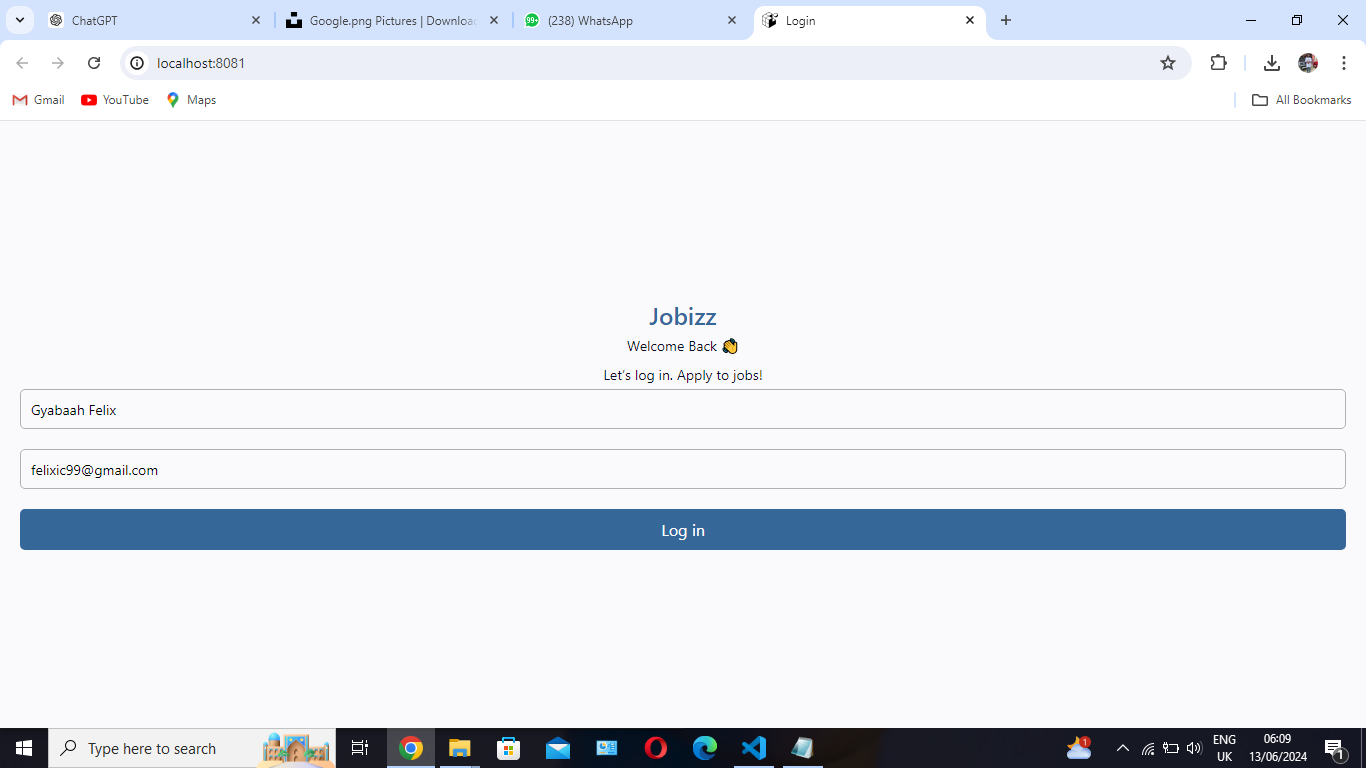 ChatGPT
Google.png Pictures | Downloa
99+
(238) WhatsApp
Login
localhost:8081
Gmail
YouTube
Maps
All Bookmarks
Jobizz
Welcome Back 👏
Let's log in. Apply to jobs!
Gyabaah Felix
felixic99@gmail.com
Log in
Type here to search
1
ENG
UK
06:09
13/06/2024
1